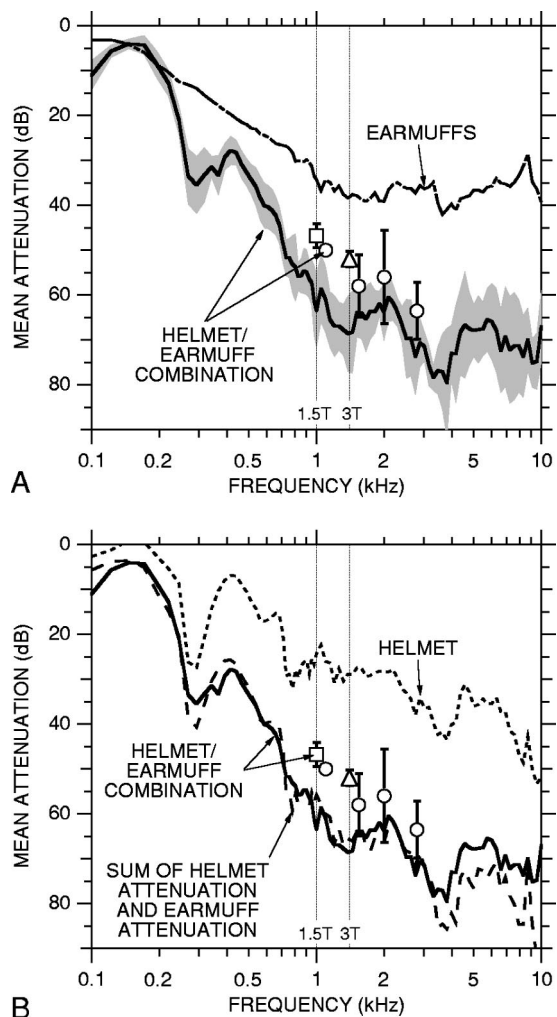 0
20
40
60
80
MEAN ATTENUATION (dB)
EARMUFFS
HELMET/
EARMUFF
COMBINATION
1.5T 3T
0.1 0.2 0.5 1 2 5 10
FREQUENCY (kHz)
A
0
20
40
60
80
MEAN ATTENUATION (dB)
HELMET
HELMET/
EARMUFF
COMBINATION
SUM OF HELMET
ATTENUATION
AND EARMUFF
ATTENUATION
1.5T 3T
0.1 0.2 0.5 1 2 5 10
FREQUENCY (kHz)
B